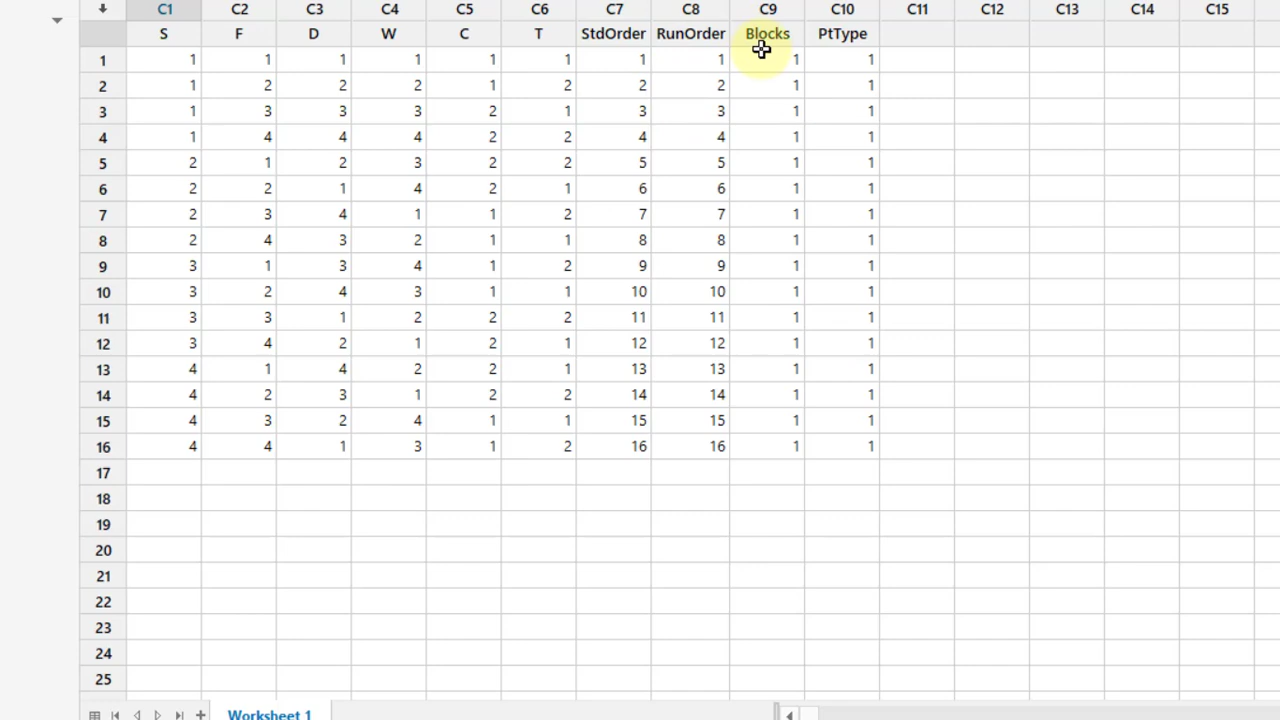 C1 C2 C3 C4 C5 C6 C7 C8 C9 C10 C11 C12 C13 C14 C15
S F D W C T StdOrder RunOrder Blocks PtType
1 1 1 1 1 1 1 1 1 1 1
2 1 2 2 2 1 2 2 2 1 1
3 1 3 3 3 2 1 3 3 1 1
4 1 4 4 4 2 2 4 4 1 1
5 2 1 2 3 2 2 5 5 1 1
6 2 2 1 4 2 1 6 6 1 1
7 2 3 4 1 1 2 7 7 1 1
8 2 4 3 2 1 1 8 8 1 1
9 3 1 3 4 1 2 9 9 1 1
10 3 2 4 3 1 1 10 10 1 1
11 3 3 1 2 2 2 11 11 1 1
12 3 4 2 1 2 1 12 12 1 1
13 4 1 4 2 2 1 13 13 1 1
14 4 2 3 1 2 2 14 14 1 1
15 4 3 2 4 1 1 15 15 1 1
16 4 4 1 3 1 2 16 16 1 1
17
18
19
20
21
22
23
24
25
Worksheet 1